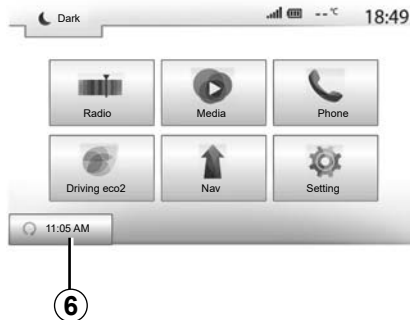 Dark
--°C
18:49
Radio
Media
Phone
Driving eco2
Nav
Setting
11:05 AM
6